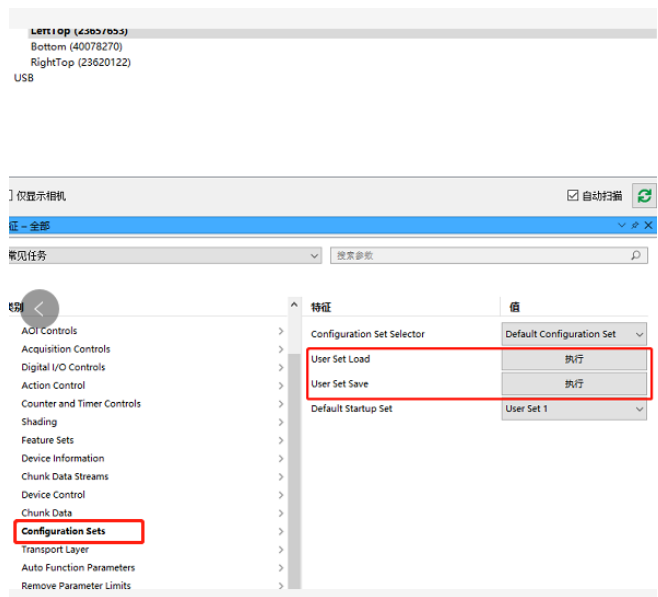 LeftTop (23657653)
Bottom (40078270)
RightTop (23620122)
USB
仅显示相机
自动扫描
征 – 全部
常见任务
搜索参数
类别
特征
值
AOI Controls
Acquisition Controls
Digital I/O Controls
Action Control
Counter and Timer Controls
Shading
Feature Sets
Device Information
Chunk Data Streams
Device Control
Chunk Data
Configuration Sets
Transport Layer
Auto Function Parameters
Remove Parameter Limits
Configuration Set Selector
Default Configuration Set
User Set Load
执行
User Set Save
执行
Default Startup Set
User Set 1